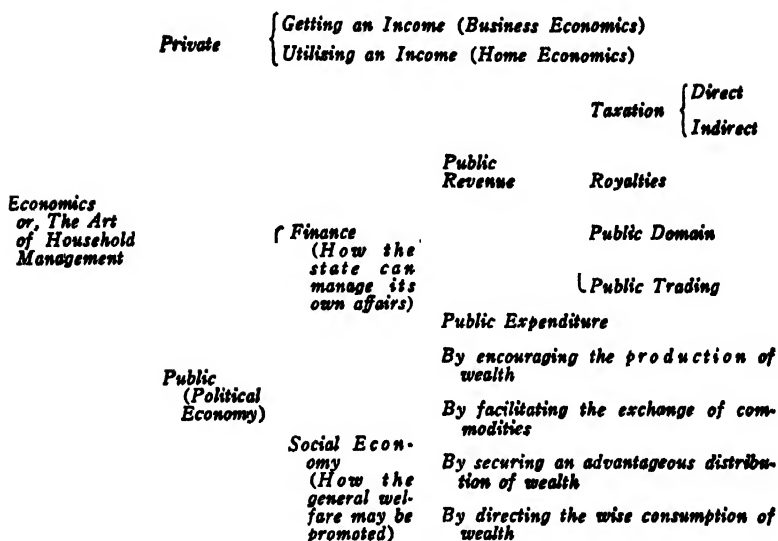 Private
Getting an Income (Business Economics)
Utilising an Income (Home Economics)
Taxation
Direct
Indirect
Public
Revenue
Royalties
Economics
or, The Art
of Household
Management
Finance
(How the
state can
manage its
own affairs)
Public Domain
Public Trading
Public Expenditure
Public
(Political
Economy)
By encouraging the production of
wealth
By facilitating the exchange of com-
modities
Social Econ-
omy
(How the
general wel-
fare may be
promoted)
By securing an advantageous distribu-
tion of wealth
By directing the wise consumption of
wealth